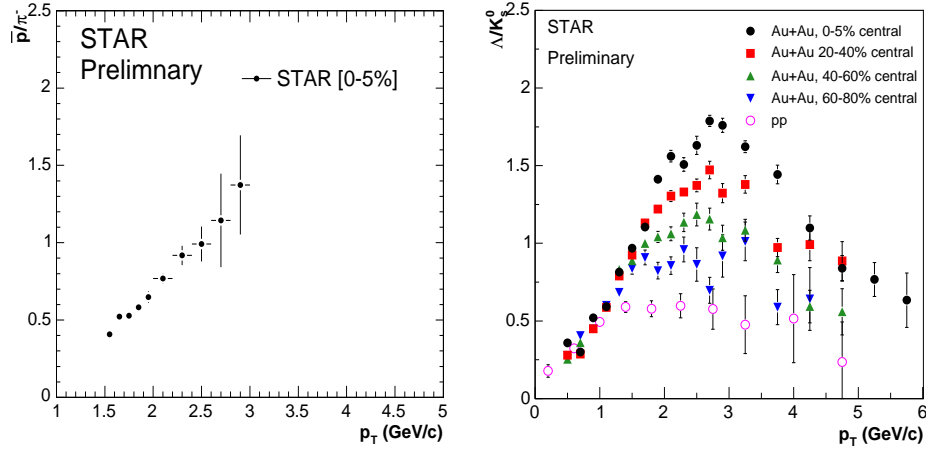 p̄/π⁻
STAR
Prelimnary
STAR [0-5%]
2.5
2
1.5
1
0.5
0
1 1.5 2 2.5 3 3.5 4 4.5 5
p_T (GeV/c)
Λ/K⁰_s
STAR
Preliminary
Au+Au, 0-5% central
Au+Au 20-40% central
Au+Au, 40-60% central
Au+Au, 60-80% central
pp
2.5
2
1.5
1
0.5
0
0 1 2 3 4 5 6
p_T (GeV/c)